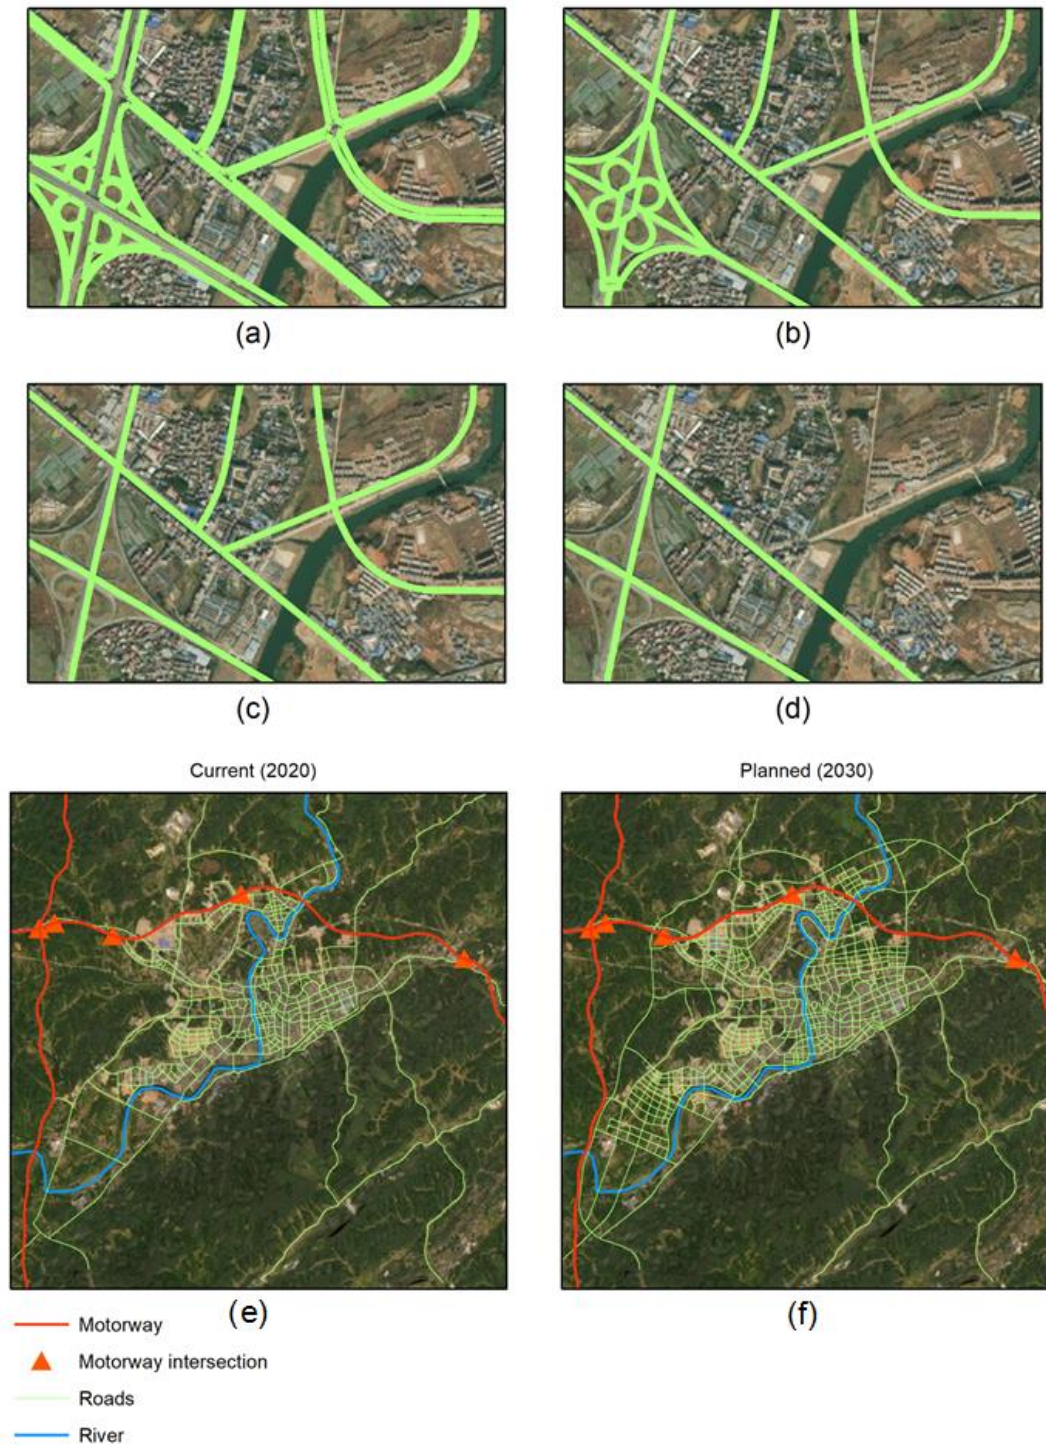 (a)
(b)
(c)
(d)
Current (2020)
Planned (2030)
(e)
(f)
Motorway
Motorway intersection
Roads
River